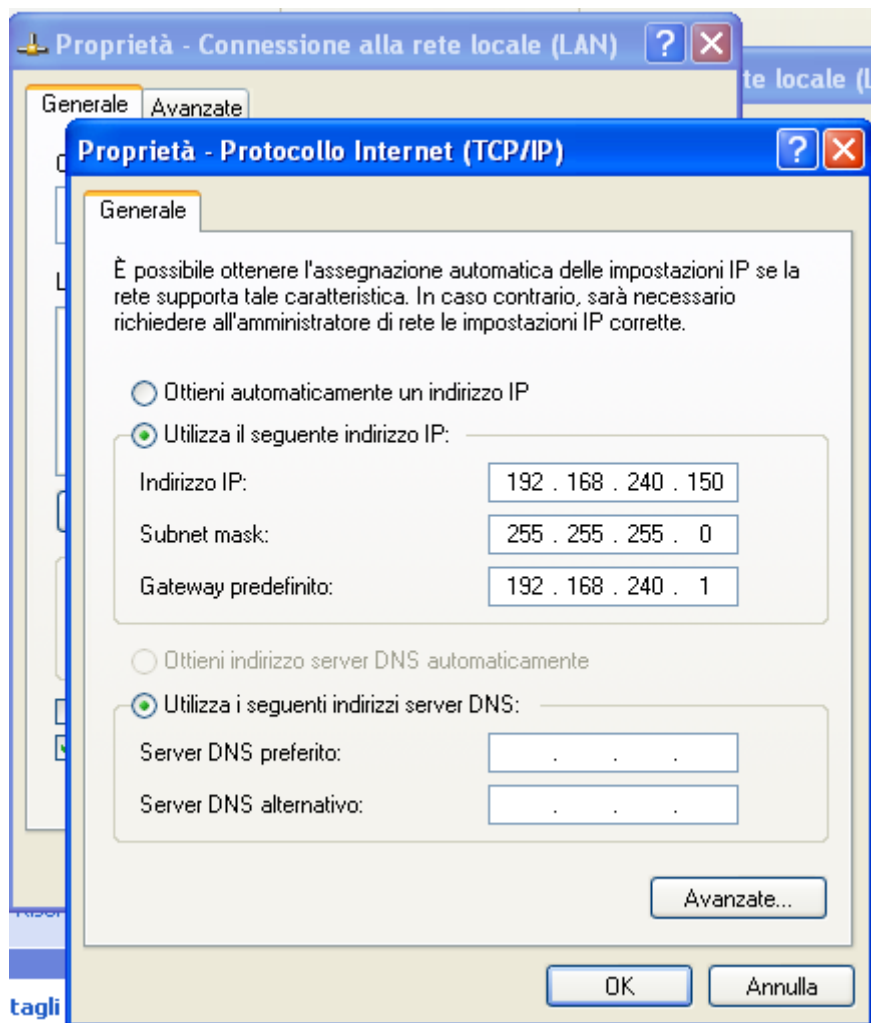 Proprietà - Connessione alla rete locale (LAN)
te locale (L
Generale Avanzate
Proprietà - Protocollo Internet (TCP/IP)
Generale
È possibile ottenere l'assegnazione automatica delle impostazioni IP se la
rete supporta tale caratteristica. In caso contrario, sarà necessario
richiedere all'amministratore di rete le impostazioni IP corrette.
Ottieni automaticamente un indirizzo IP
Utilizza il seguente indirizzo IP:
Indirizzo IP: 192 . 168 . 240 . 150
Subnet mask: 255 . 255 . 255 . 0
Gateway predefinito: 192 . 168 . 240 . 1
Ottieni indirizzo server DNS automaticamente
Utilizza i seguenti indirizzi server DNS:
Server DNS preferito: . . .
Server DNS alternativo: . . .
Avanzate...
OK Annulla
tagli